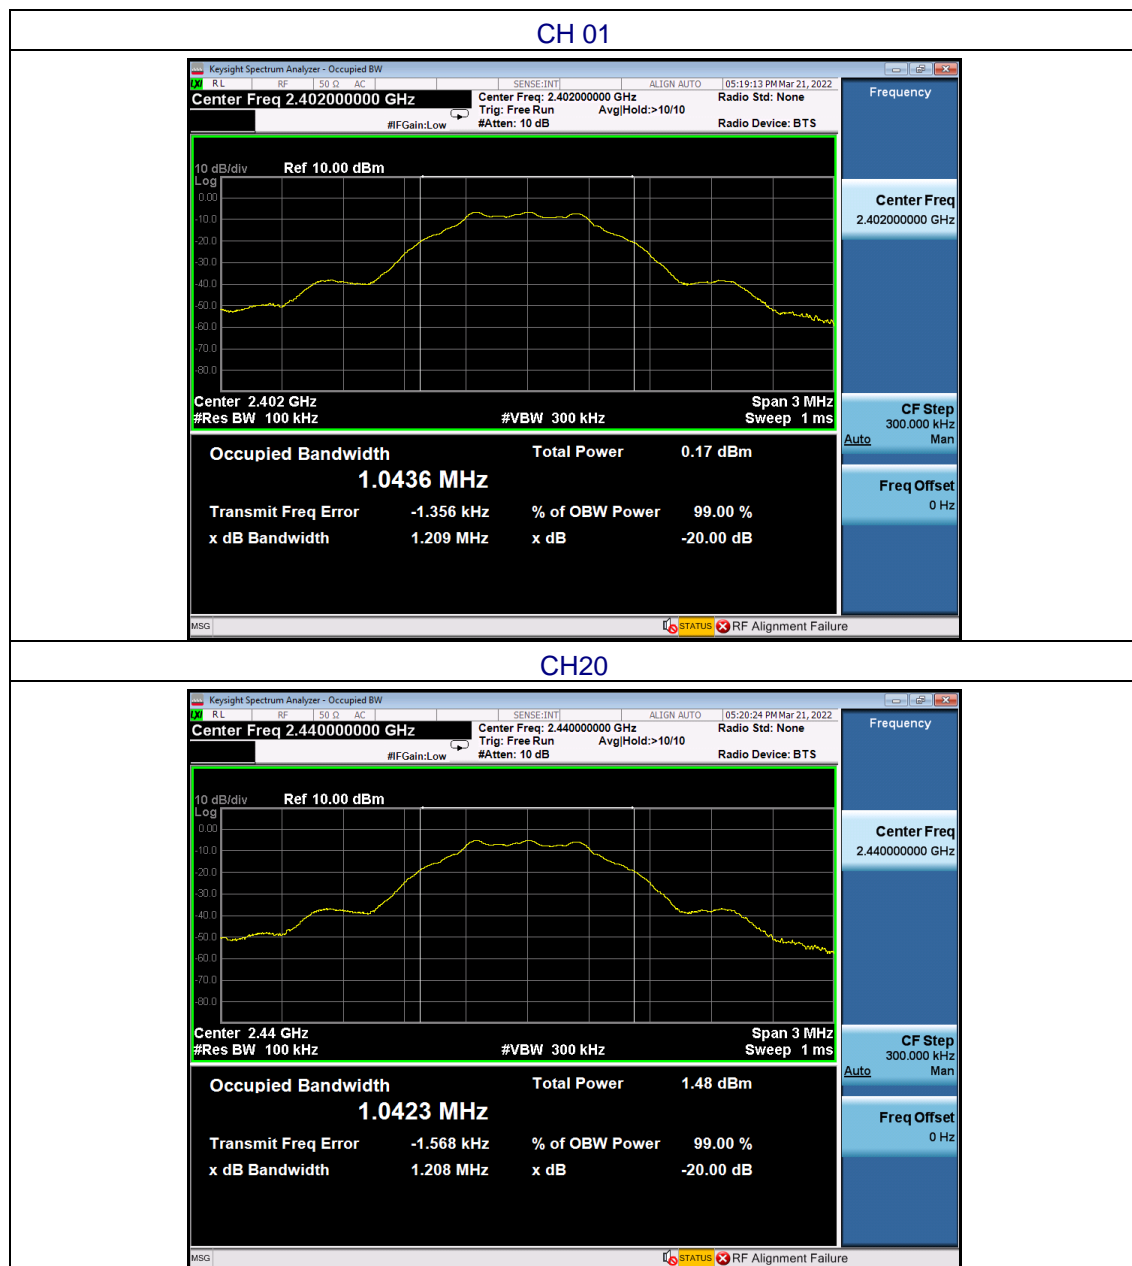 CH 01
Keysight Spectrum Analyzer - Occupied BW
LXI RL RF 50 Ω AC SENSE:INT ALIGN AUTO 05:19:13 PM Mar 21, 2022
Center Freq 2.402000000 GHz
Center Freq: 2.402000000 GHz Radio Std: None
Trig: Free Run Avg|Hold:>10/10
#IFGain:Low #Atten: 10 dB Radio Device: BTS
Frequency
10 dB/div Ref 10.00 dBm
Log
0.00
-10.0
-20.0
-30.0
-40.0
-50.0
-60.0
-70.0
-80.0
Center 2.402 GHz Span 3 MHz
#Res BW 100 kHz #VBW 300 kHz Sweep 1 ms
Center Freq
2.402000000 GHz
CF Step
300.000 kHz
Auto Man
Freq Offset
0 Hz
Occupied Bandwidth Total Power 0.17 dBm
1.0436 MHz
Transmit Freq Error -1.356 kHz % of OBW Power 99.00 %
x dB Bandwidth 1.209 MHz x dB -20.00 dB
MSG STATUS RF Alignment Failure
CH20
Keysight Spectrum Analyzer - Occupied BW
LXI RL RF 50 Ω AC SENSE:INT ALIGN AUTO 05:20:24 PM Mar 21, 2022
Center Freq 2.440000000 GHz
Center Freq: 2.440000000 GHz Radio Std: None
Trig: Free Run Avg|Hold:>10/10
#IFGain:Low #Atten: 10 dB Radio Device: BTS
Frequency
10 dB/div Ref 10.00 dBm
Log
0.00
-10.0
-20.0
-30.0
-40.0
-50.0
-60.0
-70.0
-80.0
Center 2.44 GHz Span 3 MHz
#Res BW 100 kHz #VBW 300 kHz Sweep 1 ms
Center Freq
2.440000000 GHz
CF Step
300.000 kHz
Auto Man
Freq Offset
0 Hz
Occupied Bandwidth Total Power 1.48 dBm
1.0423 MHz
Transmit Freq Error -1.568 kHz % of OBW Power 99.00 %
x dB Bandwidth 1.208 MHz x dB -20.00 dB
MSG STATUS RF Alignment Failure